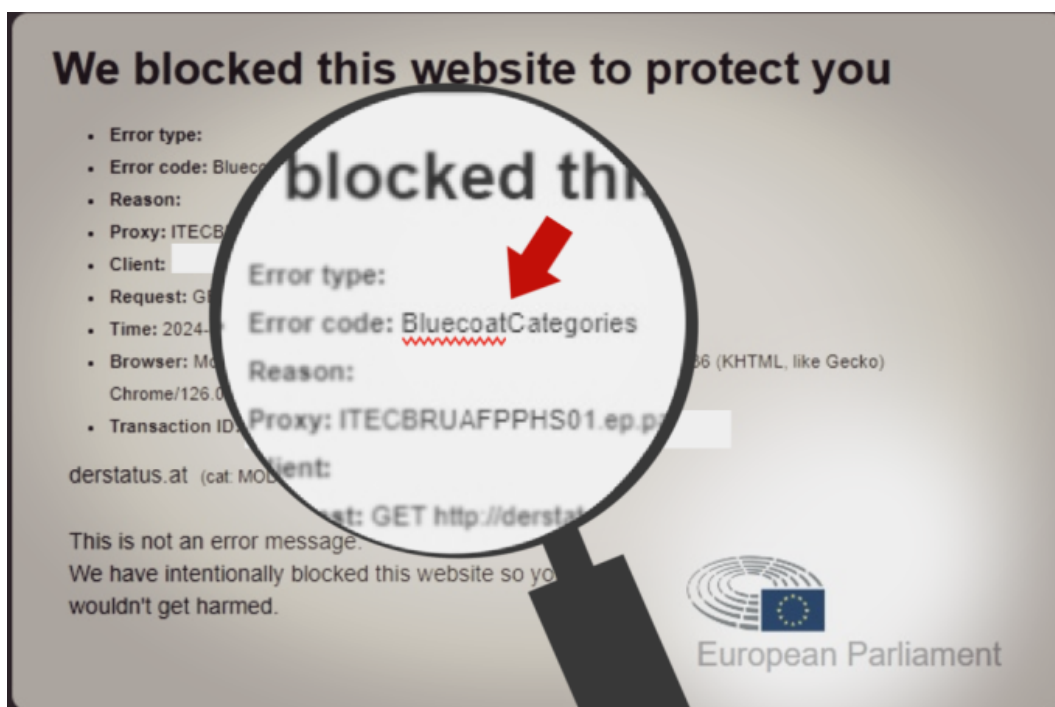 We blocked this website to protect you
• Error type:
• Error code: Bluec
• Reason:
• Proxy: ITECB
• Client:
• Request: G
• Time: 2024-
• Browser: Mo 36 (KHTML, like Gecko)
Chrome/126.0
• Transaction ID:
derstatus.at (cat: MO
This is not an error message.
We have intentionally blocked this website so yo
wouldn't get harmed.
blocked thi
Error type:
Error code: BluecoatCategories
Reason:
Proxy: ITECBRUAFPPHS01.ep.pa
lient:
st: GET http://derstat
European Parliament